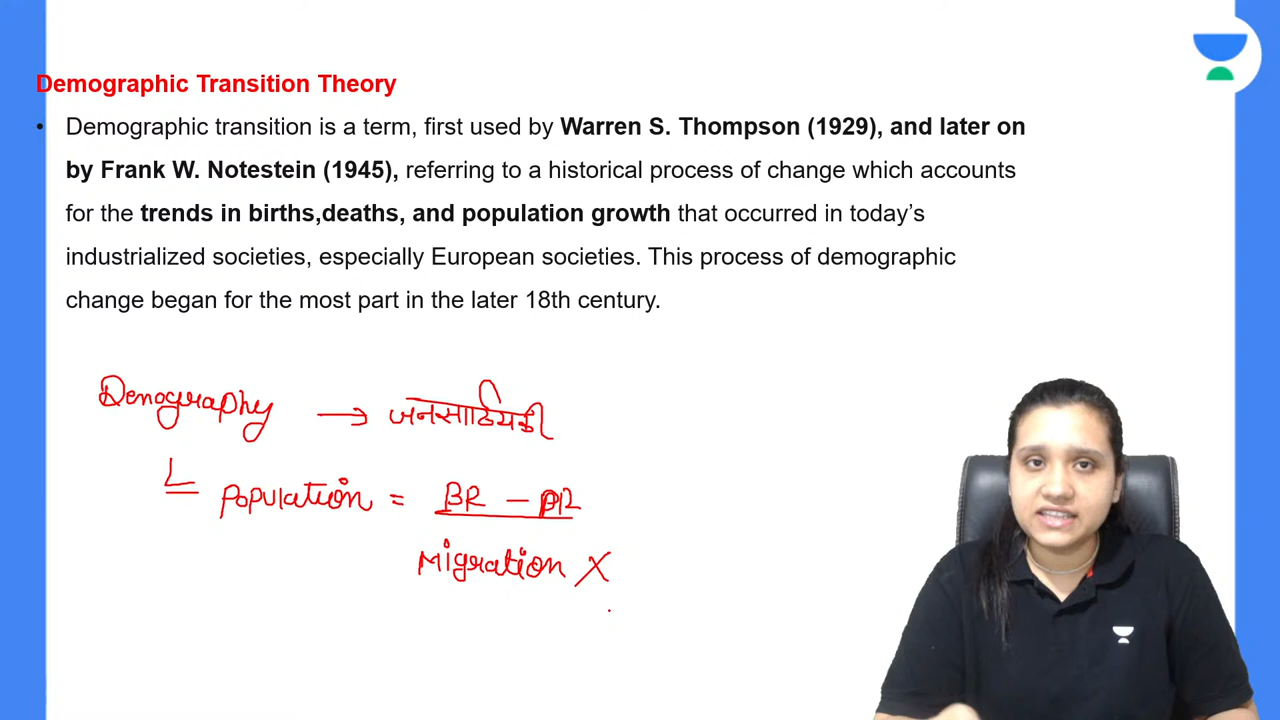 Demographic Transition Theory
• Demographic transition is a term, first used by Warren S. Thompson (1929), and later on
by Frank W. Notestein (1945), referring to a historical process of change which accounts
for the trends in births,deaths, and population growth that occurred in today's
industrialized societies, especially European societies. This process of demographic
change began for the most part in the later 18th century.
Demography → जनसांख्यिकी
Population = BR - DR
Migration X